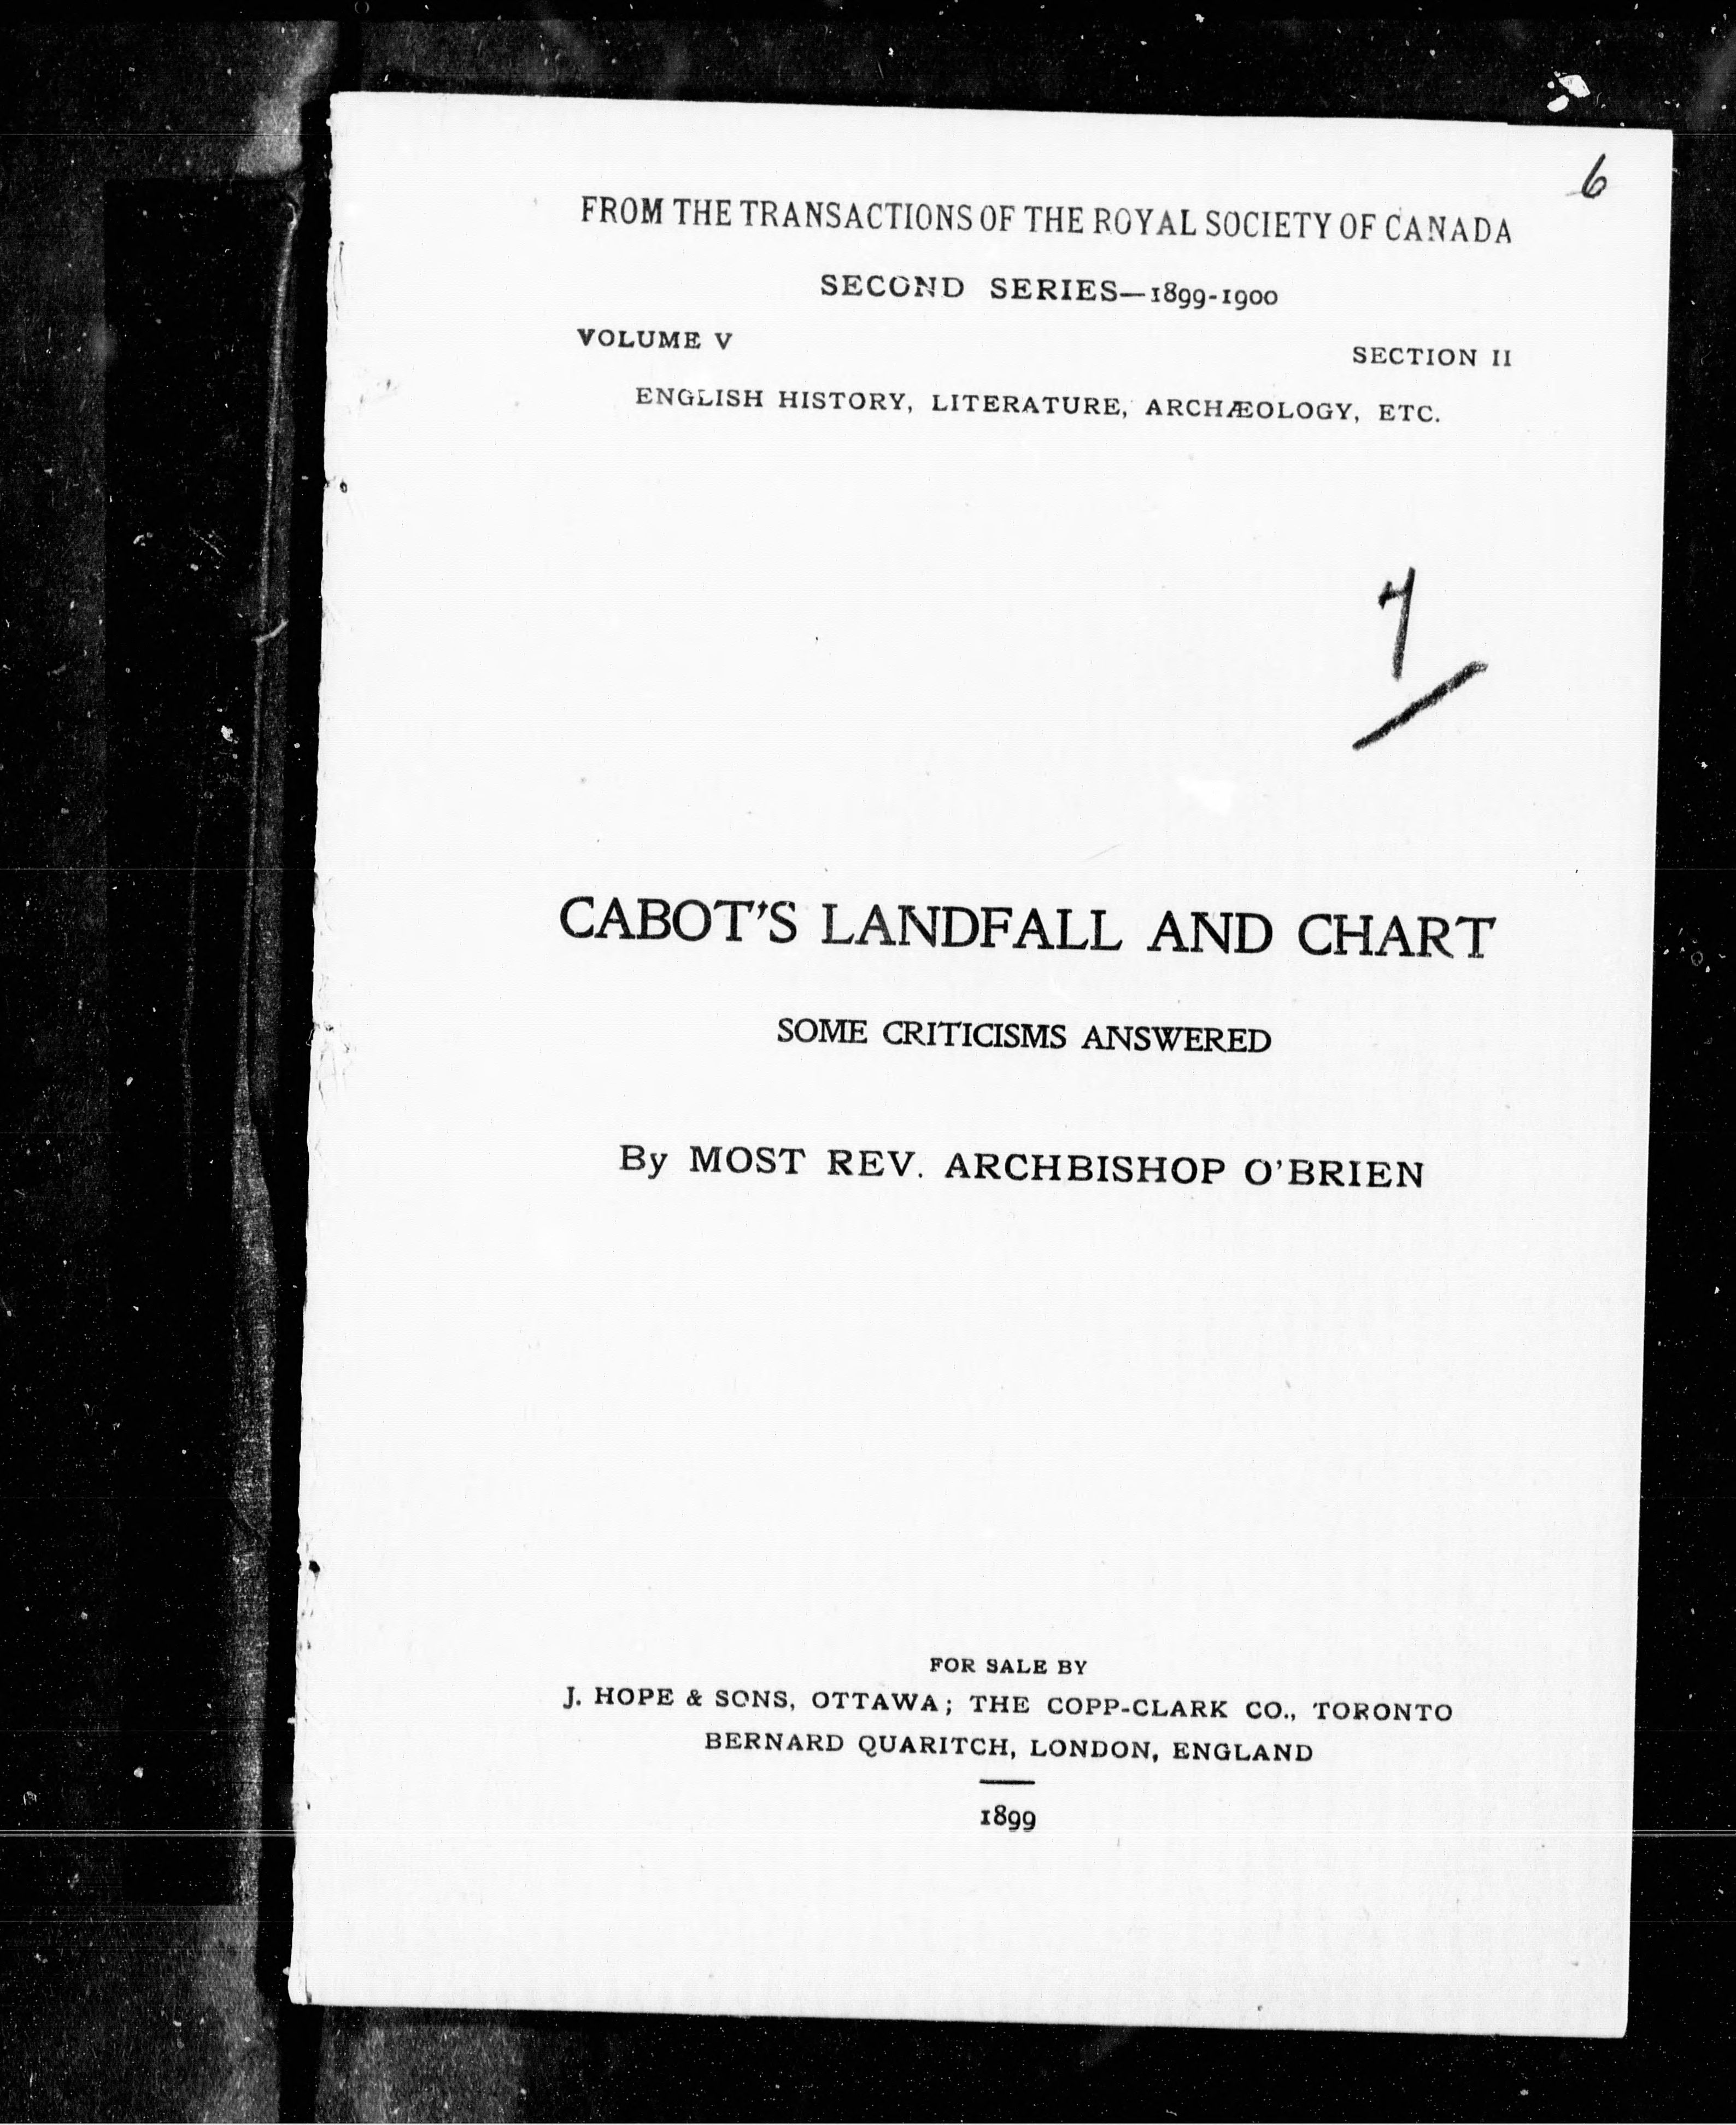 6
FROM THE TRANSACTIONS OF THE ROYAL SOCIETY OF CANADA
SECOND SERIES—1899-1900
VOLUME V
SECTION II
ENGLISH HISTORY, LITERATURE, ARCHÆOLOGY, ETC.
CABOT'S LANDFALL AND CHART
SOME CRITICISMS ANSWERED
By MOST REV. ARCHBISHOP O'BRIEN
FOR SALE BY
J. HOPE & SONS, OTTAWA; THE COPP-CLARK CO., TORONTO
BERNARD QUARITCH, LONDON, ENGLAND
1899